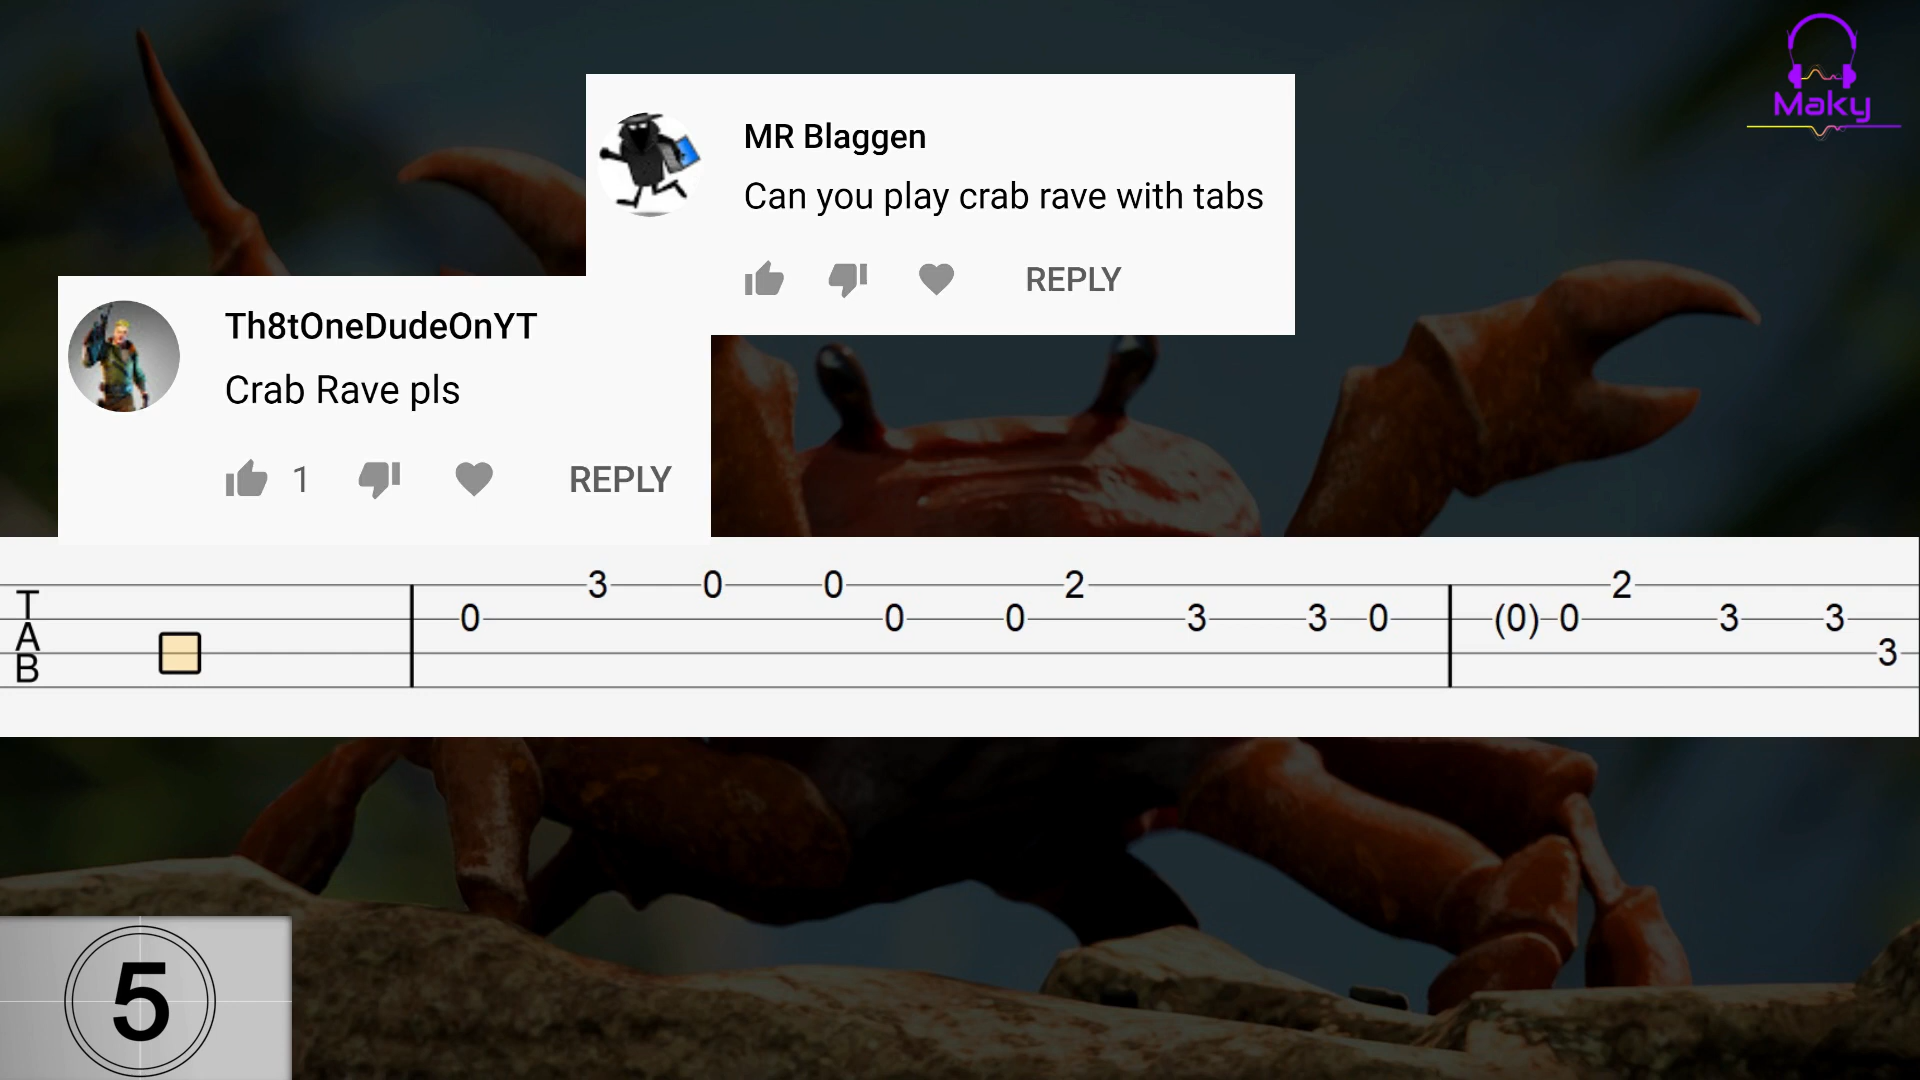 Maky
MR Blaggen
Can you play crab rave with tabs
REPLY
Th8tOneDudeOnYT
Crab Rave pls
1
REPLY
T
A
B
3 0 0 2 2
0 0 0 3 3 0 (0) 0 3 3
3
5